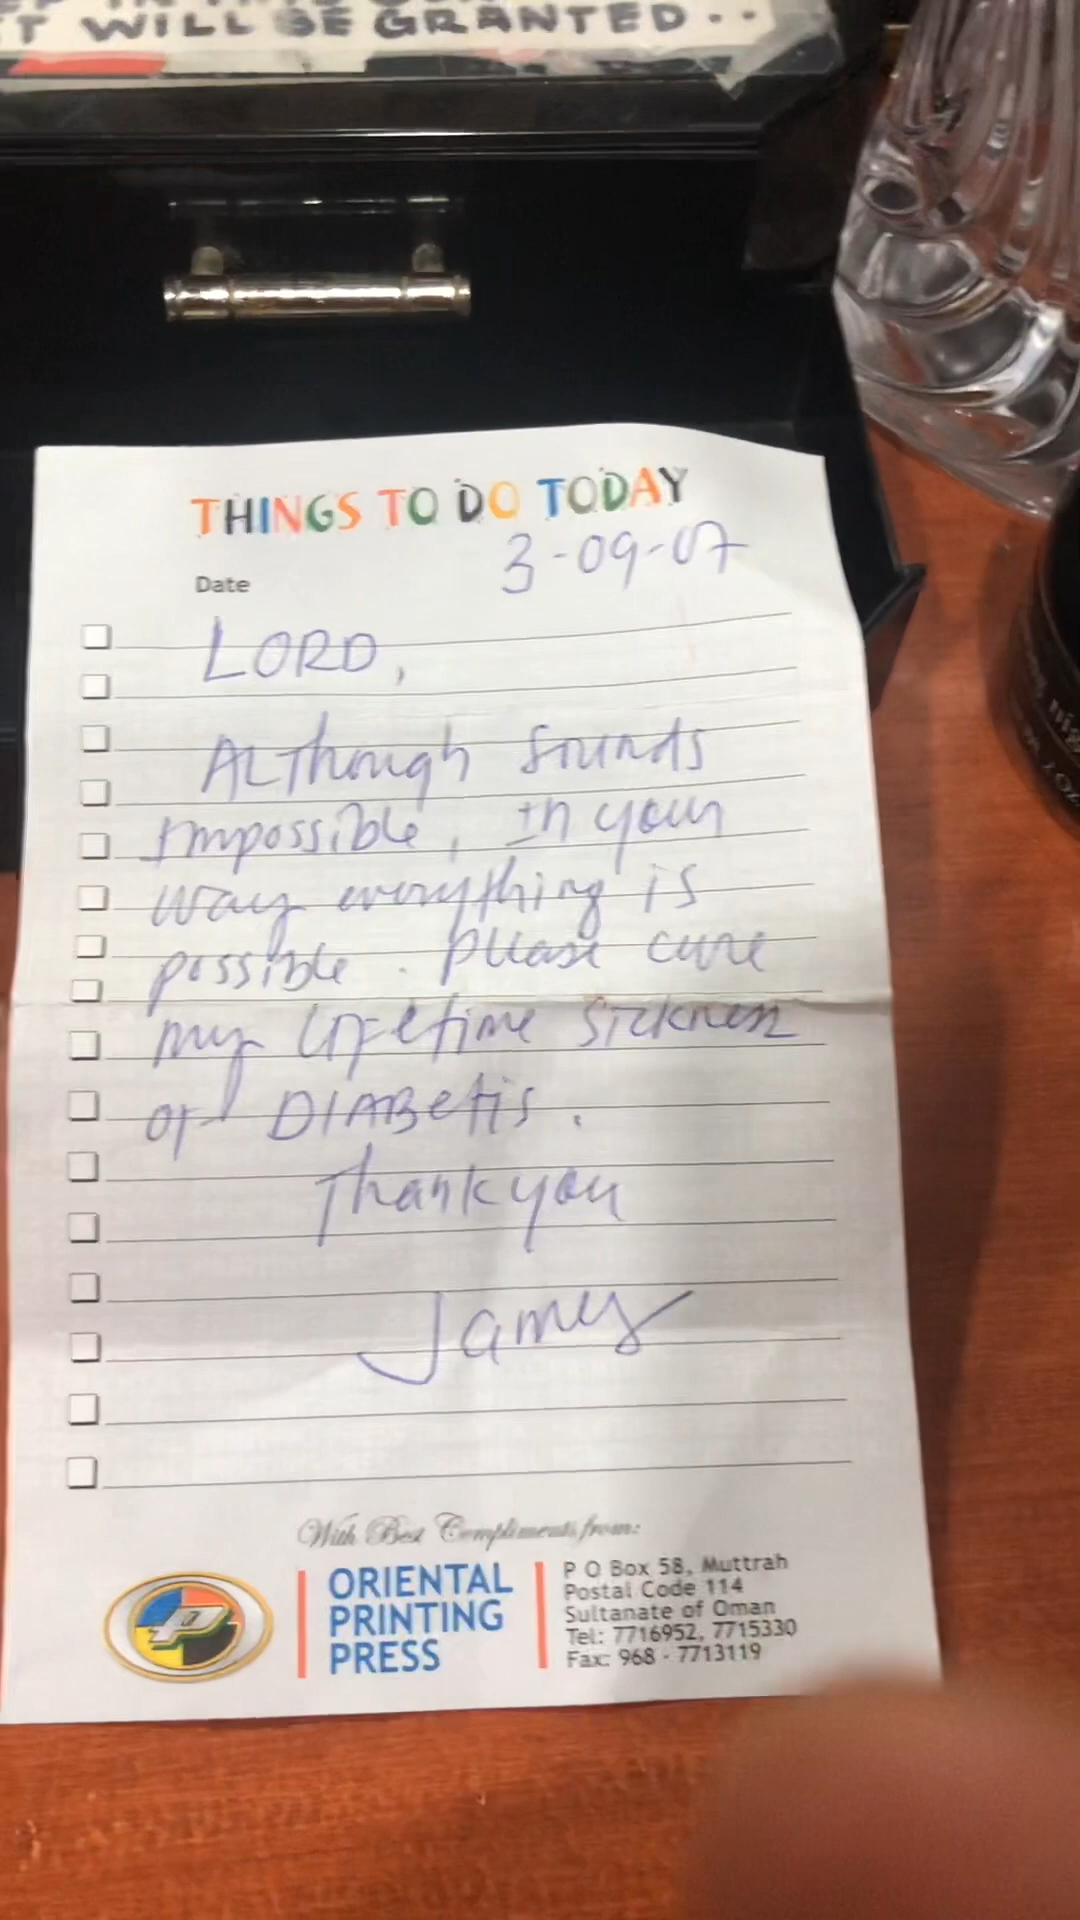 T WILL BE GRANTED..
THINGS TO DO TODAY
Date 3-09-07
LORD,
Although sounds
Impossible, In your
way everything is
possible. please cure
my lifetime sickness
of DIABetis.
Thank you
James
With Best Compliments from:
ORIENTAL
PRINTING
PRESS
P O Box 58, Muttrah
Postal Code 114
Sultanate of Oman
Tel: 7716952, 7715330
Fax: 968 - 7713119